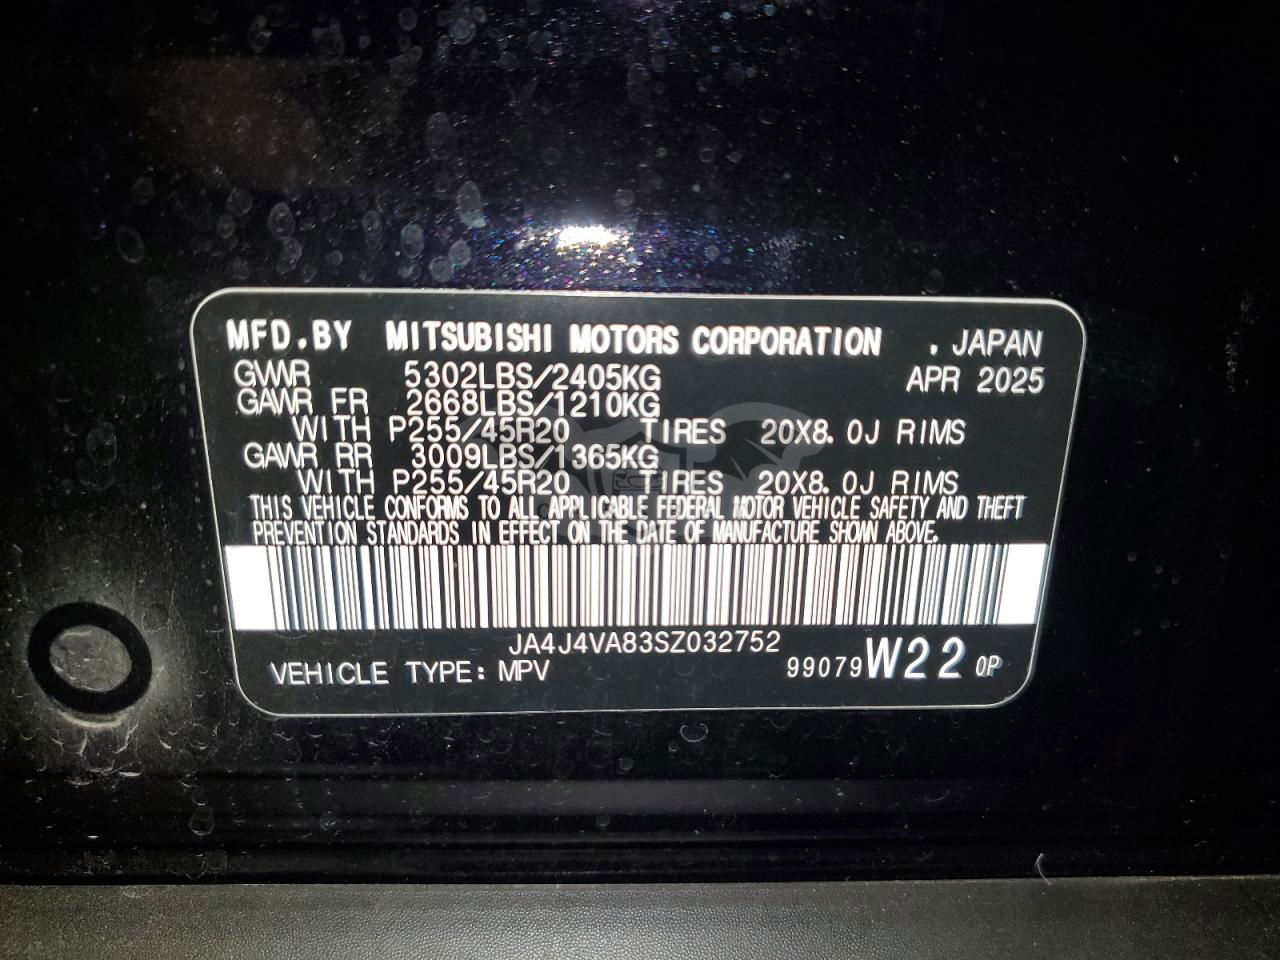 MFD.BY MITSUBISHI MOTORS CORPORATION , JAPAN
GVWR 5302LBS/2405KG APR 2025
GAWR FR 2668LBS/1210KG
WITH P255/45R20 TIRES 20X8.0J RIMS
GAWR RR 3009LBS/1365KG
WITH P255/45R20 TIRES 20X8.0J RIMS
THIS VEHICLE CONFORMS TO ALL APPLICABLE FEDERAL MOTOR VEHICLE SAFETY AND THEFT
PREVENTION STANDARDS IN EFFECT ON THE DATE OF MANUFACTURE SHOWN ABOVE.
JA4J4VA83SZ032752
VEHICLE TYPE: MPV 99079 W22 0P